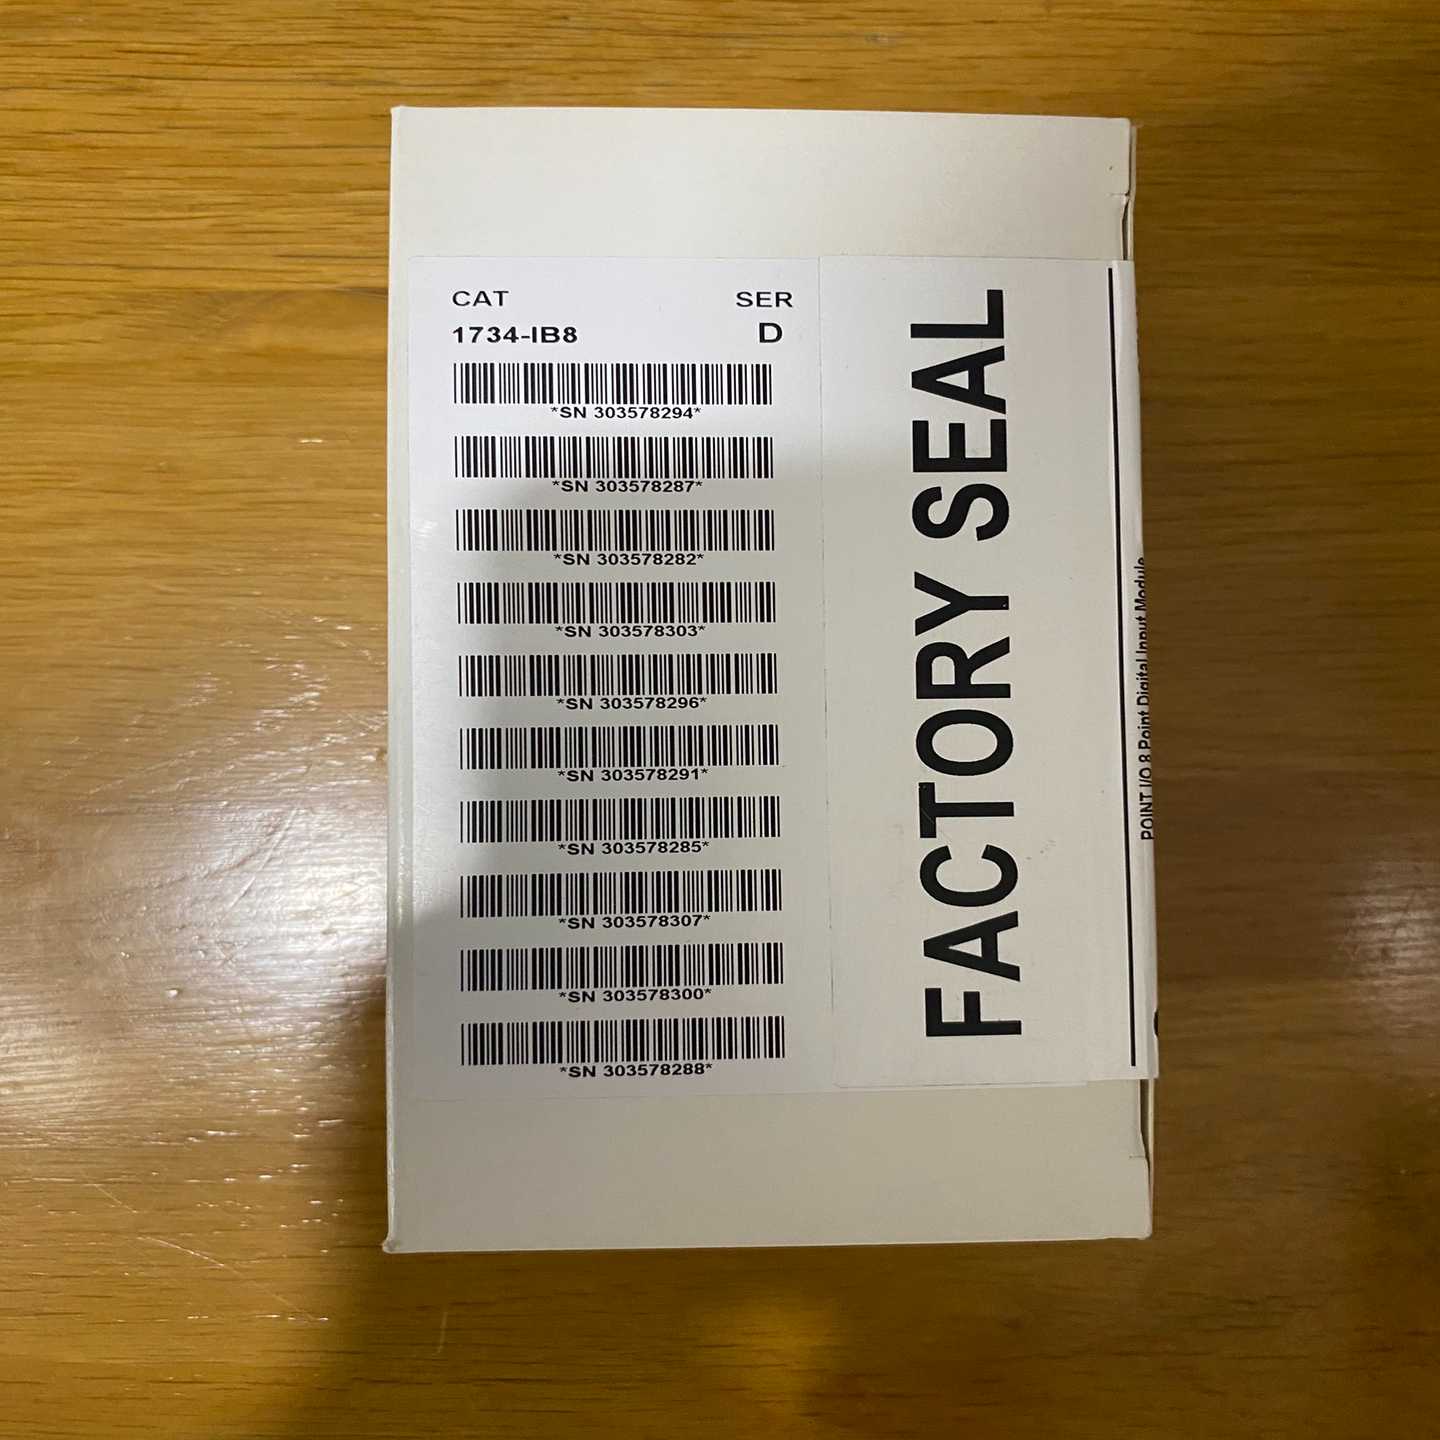 CAT SER
1734-IB8 D
*SN 303578294*
*SN 303578287*
*SN 303578282*
*SN 303578303*
*SN 303578296*
*SN 303578291*
*SN 303578285*
*SN 303578307*
*SN 303578300*
*SN 303578288*
FACTORY SEAL
POINT I/O 8 Point Digital Input Module